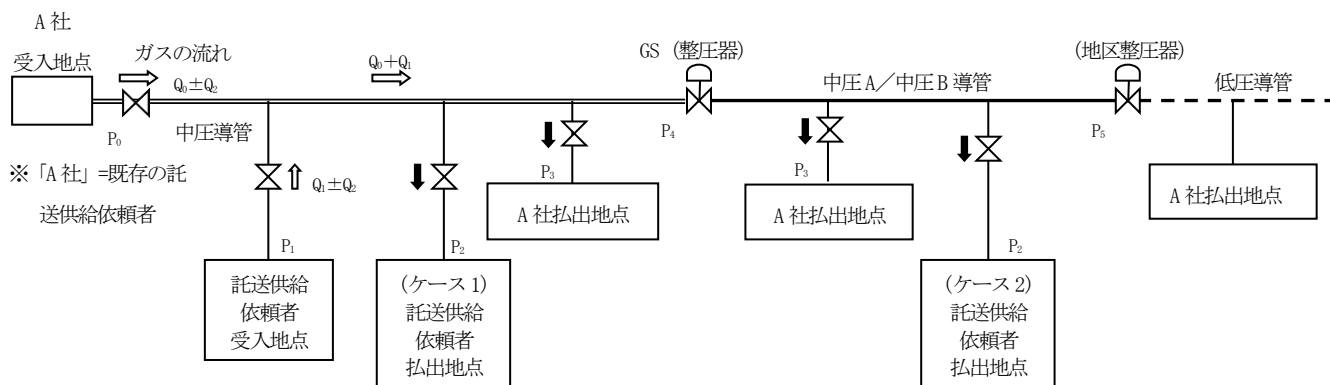 A 社
受入地点
ガスの流れ
Q₀±Q₂
Q₀+Q₁
GS（整圧器）
（地区整圧器）
中圧A／中圧B 導管
低圧導管
P₀
中圧導管
P₄
P₅
※「A 社」=既存の託
送供給依頼者
Q₁±Q₂
P₃
A 社払出地点
P₃
A 社払出地点
A 社払出地点
P₁
託送供給
依頼者
受入地点
P₂
（ケース 1）
託送供給
依頼者
払出地点
P₂
（ケース 2）
託送供給
依頼者
払出地点